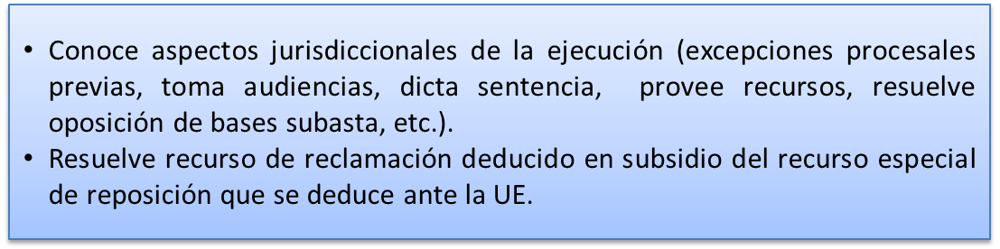 • Conoce aspectos jurisdiccionales de la ejecución (excepciones procesales
previas, toma audiencias, dicta sentencia, provee recursos, resuelve
oposición de bases subasta, etc.).
• Resuelve recurso de reclamación deducido en subsidio del recurso especial
de reposición que se deduce ante la UE.